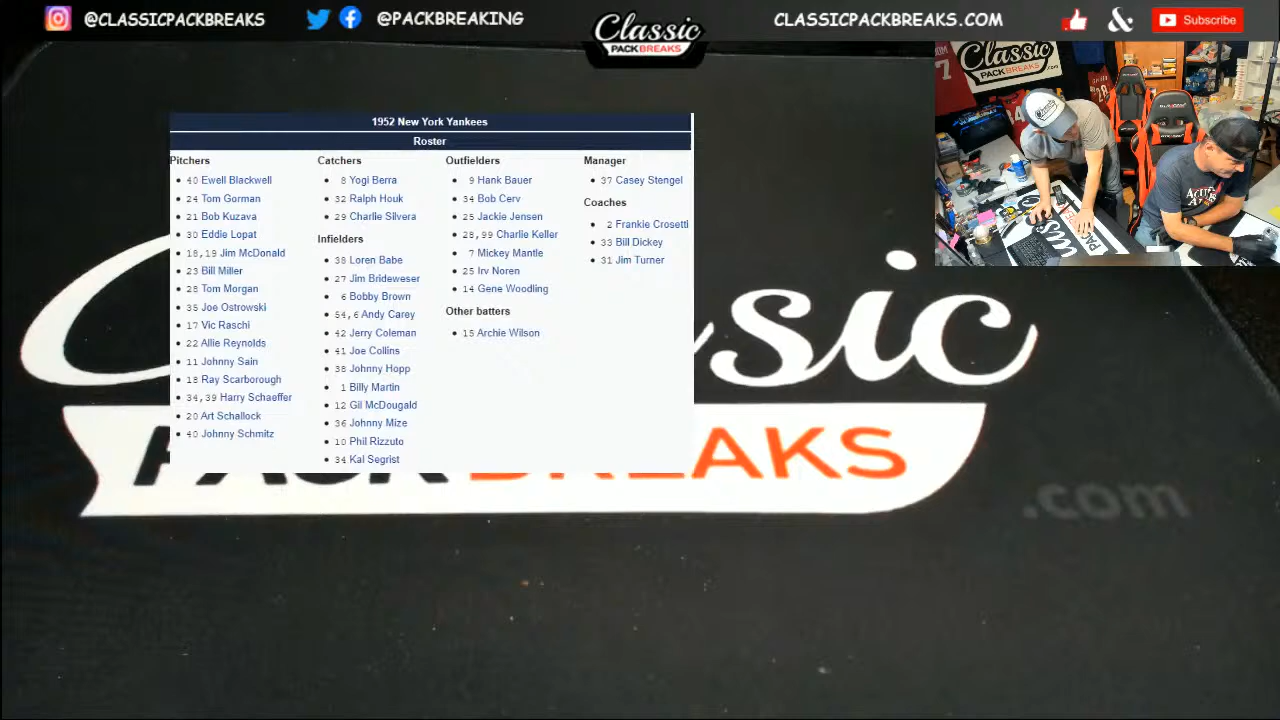 @CLASSICPACKBREAKS
@PACKBREAKING
Classic
PACKBREAKS
CLASSICPACKBREAKS.COM
Subscribe
Classic
PACKBREAKS
1952 New York Yankees
Roster
Pitchers
40 Ewell Blackwell
24 Tom Gorman
21 Bob Kuzava
30 Eddie Lopat
18,19 Jim McDonald
23 Bill Miller
28 Tom Morgan
35 Joe Ostrowski
17 Vic Raschi
22 Allie Reynolds
11 Johnny Sain
18 Ray Scarborough
34,39 Harry Schaeffer
20 Art Schallock
40 Johnny Schmitz
Catchers
8 Yogi Berra
32 Ralph Houk
29 Charlie Silvera
Infielders
38 Loren Babe
27 Jim Brideweser
6 Bobby Brown
54,6 Andy Carey
42 Jerry Coleman
41 Joe Collins
38 Johnny Hopp
1 Billy Martin
12 Gil McDougald
36 Johnny Mize
10 Phil Rizzuto
34 Kal Segrist
Outfielders
9 Hank Bauer
34 Bob Cerv
25 Jackie Jensen
28,99 Charlie Keller
7 Mickey Mantle
25 Irv Noren
14 Gene Woodling
Other batters
15 Archie Wilson
Manager
37 Casey Stengel
Coaches
2 Frankie Crosetti
33 Bill Dickey
31 Jim Turner
Classic
PACKBREAKS
.com